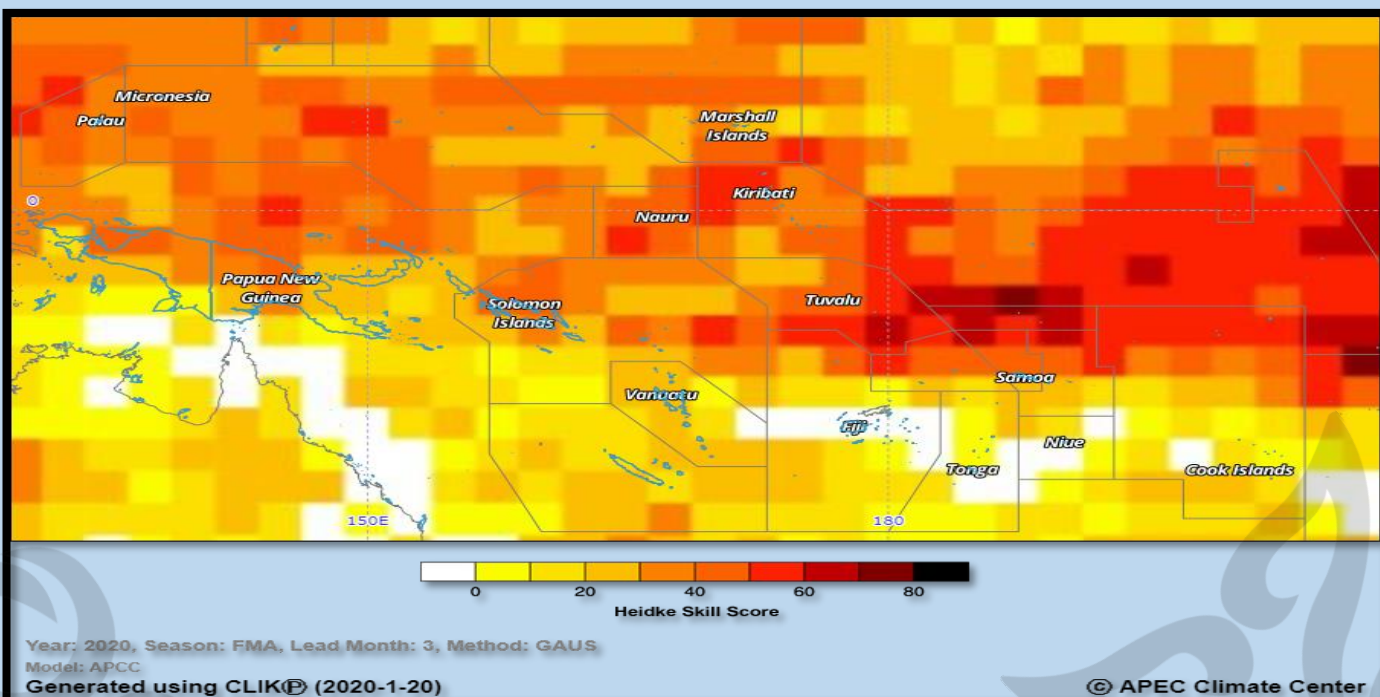 Micronesia
Palau
Marshall
Islands
Kiribati
0
Nauru
Papua New
Guinea
Solomon
Islands
Tuvalu
Samoa
Vanuatu
Fiji
Niue
Tonga
Cook Islands
150E
180
0 20 40 60 80
Heidke Skill Score
Year: 2020, Season: FMA, Lead Month: 3, Method: GAUS
Model: APCC
Generated using CLIKⓅ (2020-1-20)
© APEC Climate Center